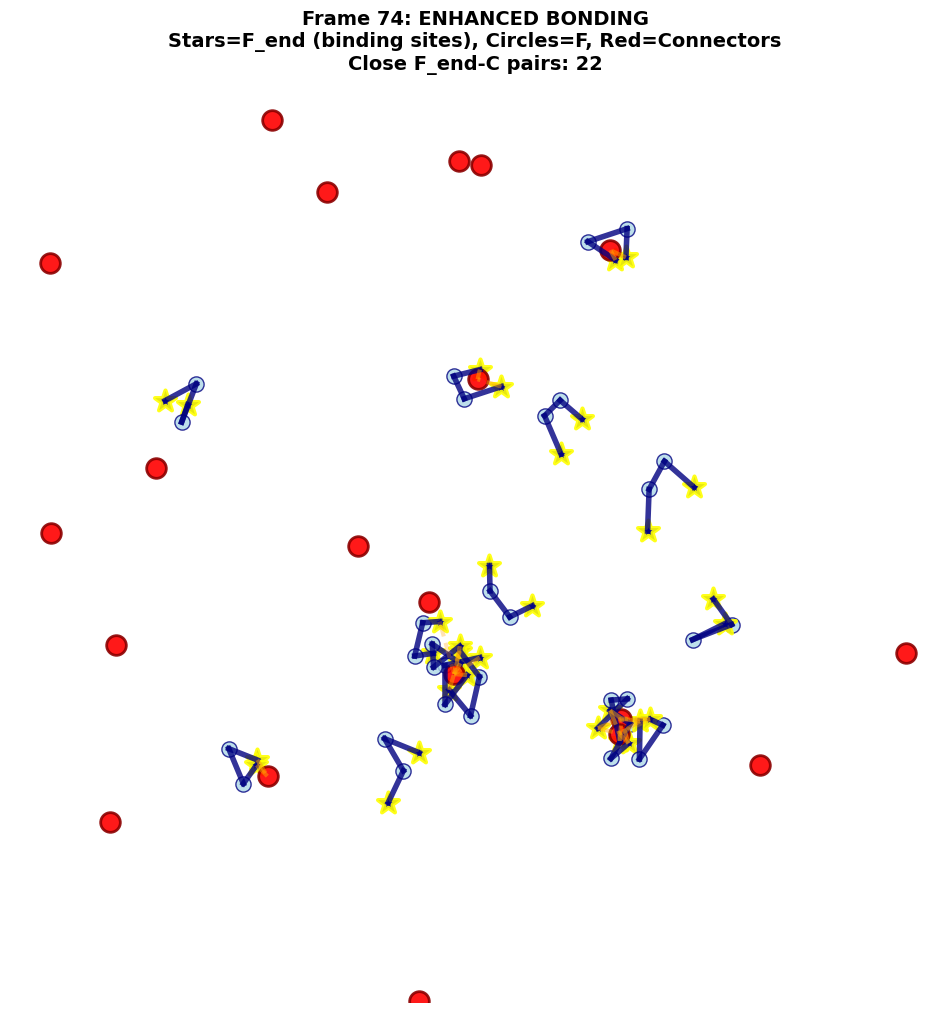 Frame 74: ENHANCED BONDING
Stars=F_end (binding sites), Circles=F, Red=Connectors
Close F_end-C pairs: 22